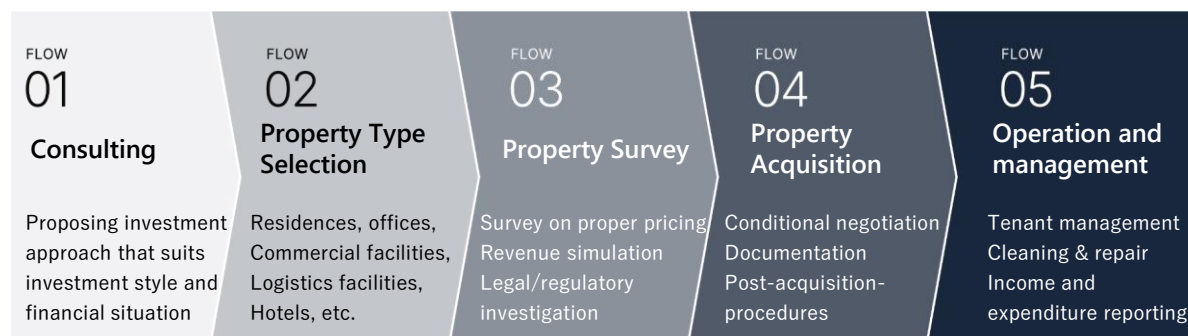 FLOW
01
Consulting
Proposing investment
approach that suits
investment style and
financial situation
FLOW
02
Property Type
Selection
Residences, offices,
Commercial facilities,
Logistics facilities,
Hotels, etc.
FLOW
03
Property Survey
Survey on proper pricing
Revenue simulation
Legal/regulatory
investigation
FLOW
04
Property
Acquisition
Conditional negotiation
Documentation
Post-acquisition-
procedures
FLOW
05
Operation and
management
Tenant management
Cleaning & repair
Income and
expenditure reporting